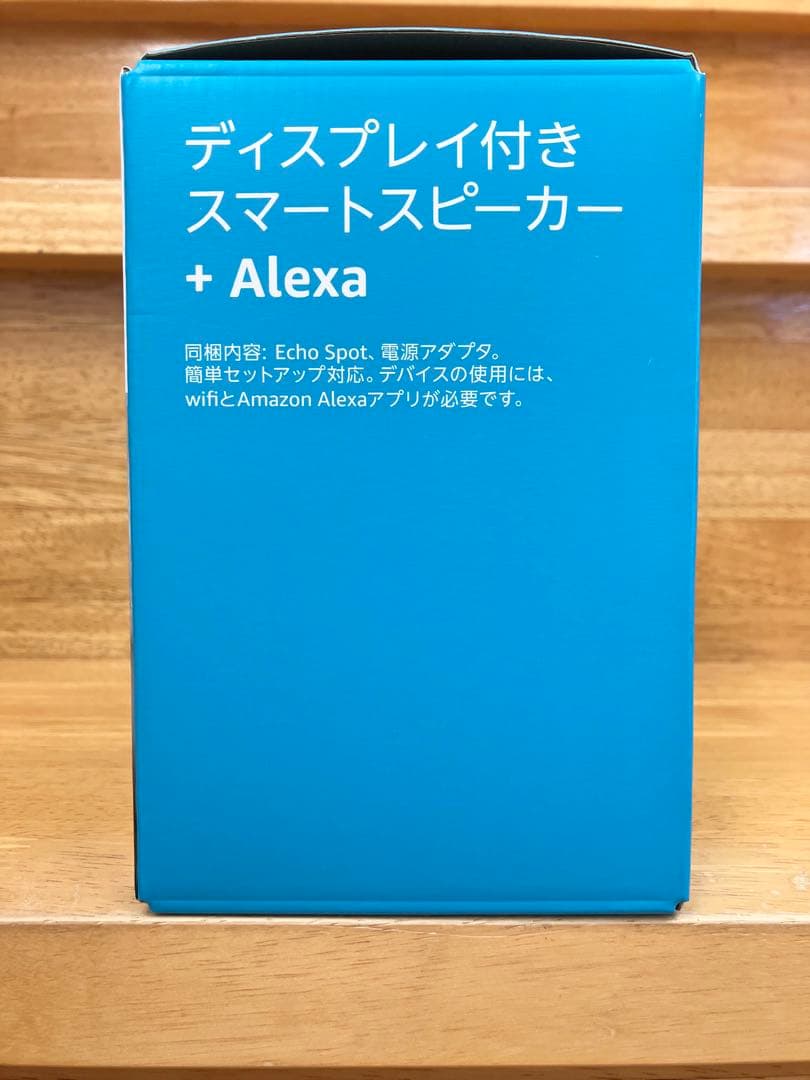 ディスプレイ付き
スマートスピーカー
+ Alexa
同梱内容: Echo Spot、電源アダプタ。
簡単セットアップ対応。デバイスの使用には、
wifiとAmazon Alexaアプリが必要です。